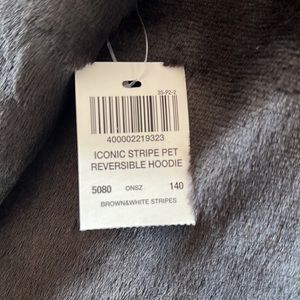 35-P2-2
400002219323
ICONIC STRIPE PET
REVERSIBLE HOODIE
5080 ONSZ 140
BROWN&WHITE STRIPES